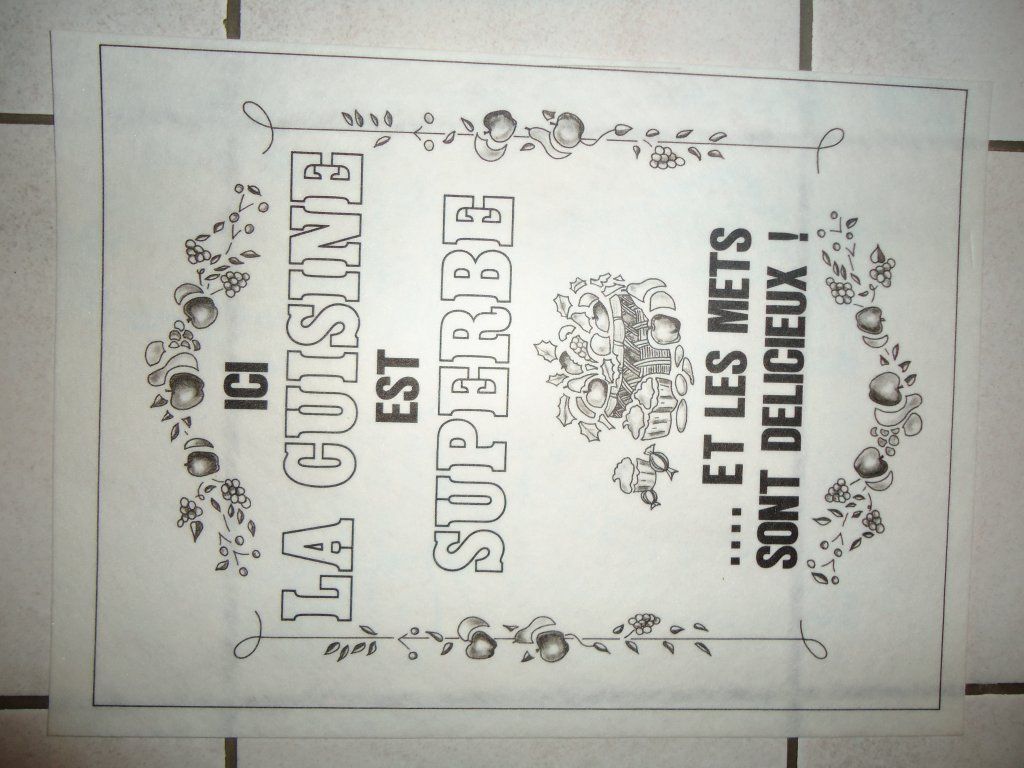 ICI
LA CUISINE
EST
SUPERBE
.... ET LES METS
SONT DELICIEUX !